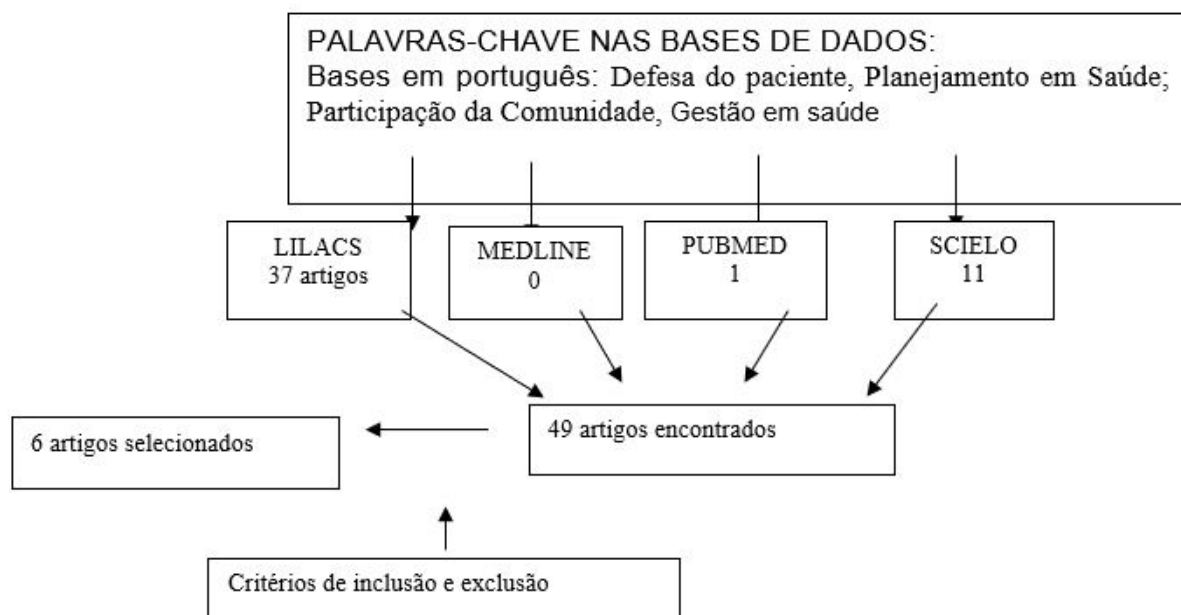 PALAVRAS-CHAVE NAS BASES DE DADOS:
Bases em português: Defesa do paciente, Planejamento em Saúde;
Participação da Comunidade, Gestão em saúde
LILACS
37 artigos
MEDLINE
0
PUBMED
1
SCIELO
11
6 artigos selecionados
49 artigos encontrados
Critérios de inclusão e exclusão